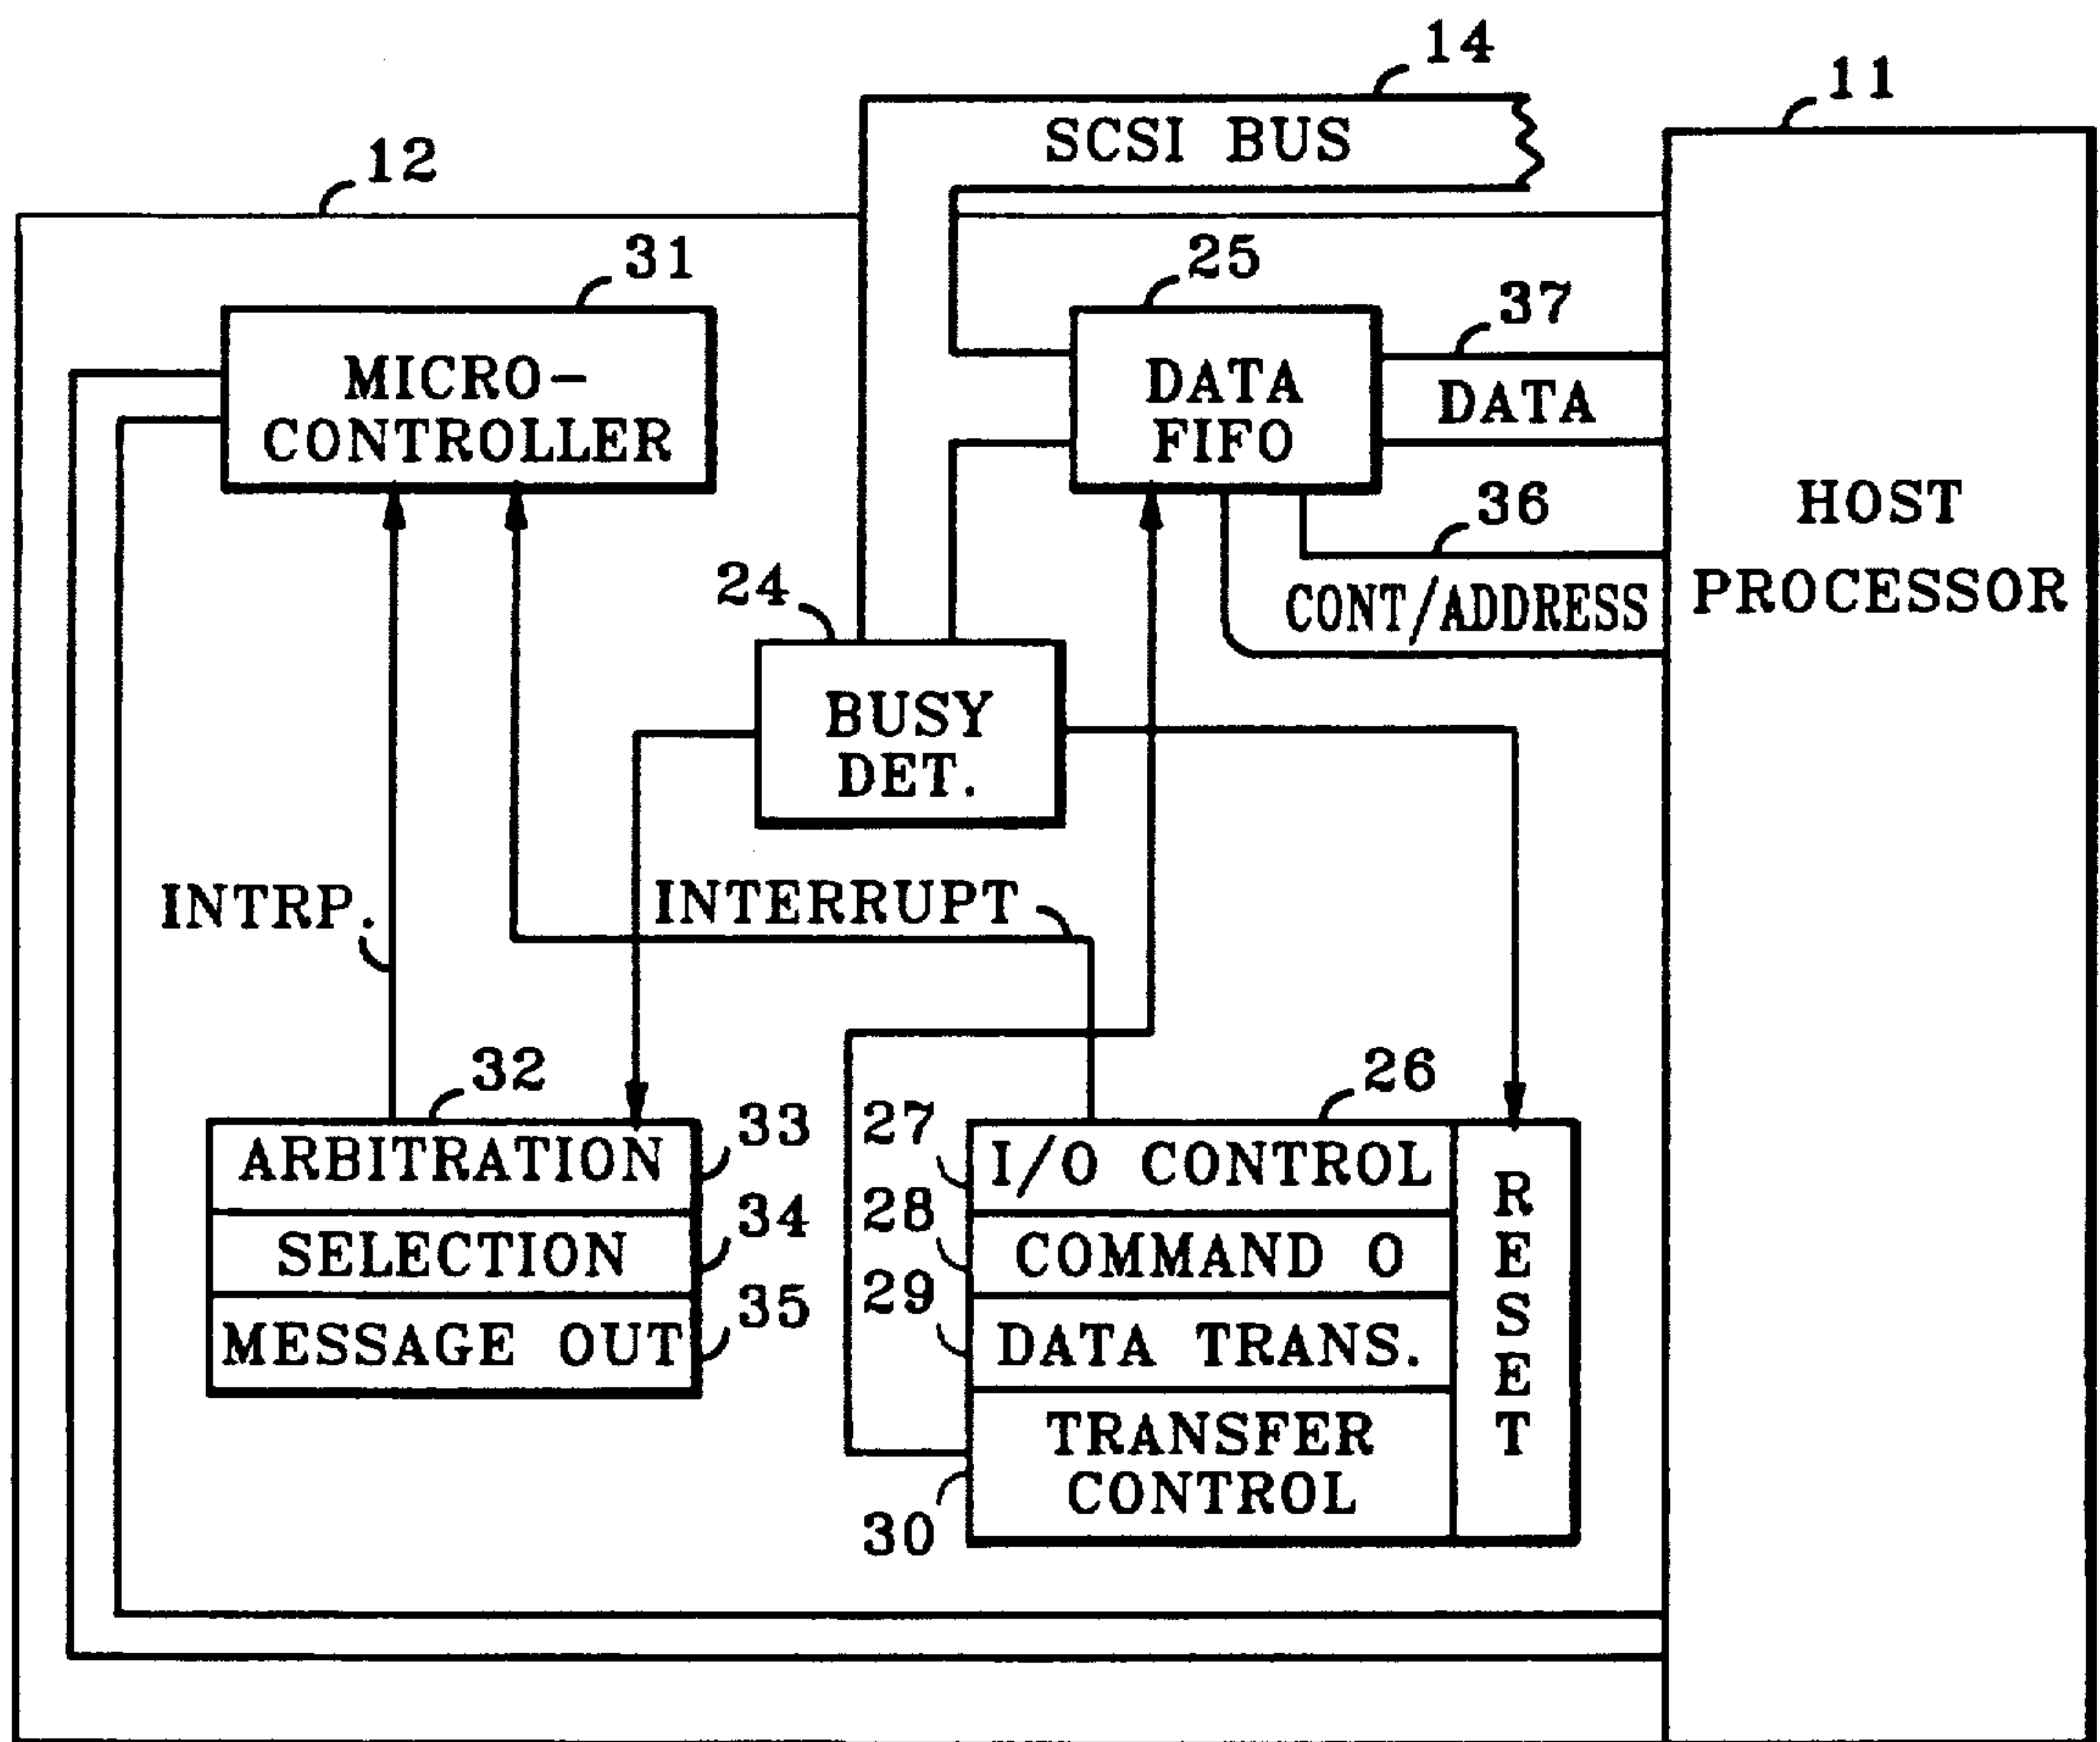 14
11
SCSI BUS
12
31
25
37
MICRO-
CONTROLLER
DATA
FIFO
DATA
36
HOST
PROCESSOR
24
CONT/ADDRESS
BUSY
DET.
INTRP.
INTERRUPT
32
26
33
27
ARBITRATION
I/O CONTROL
34
28
SELECTION
COMMAND O
35
29
MESSAGE OUT
DATA TRANS.
TRANSFER
CONTROL
30
RESET